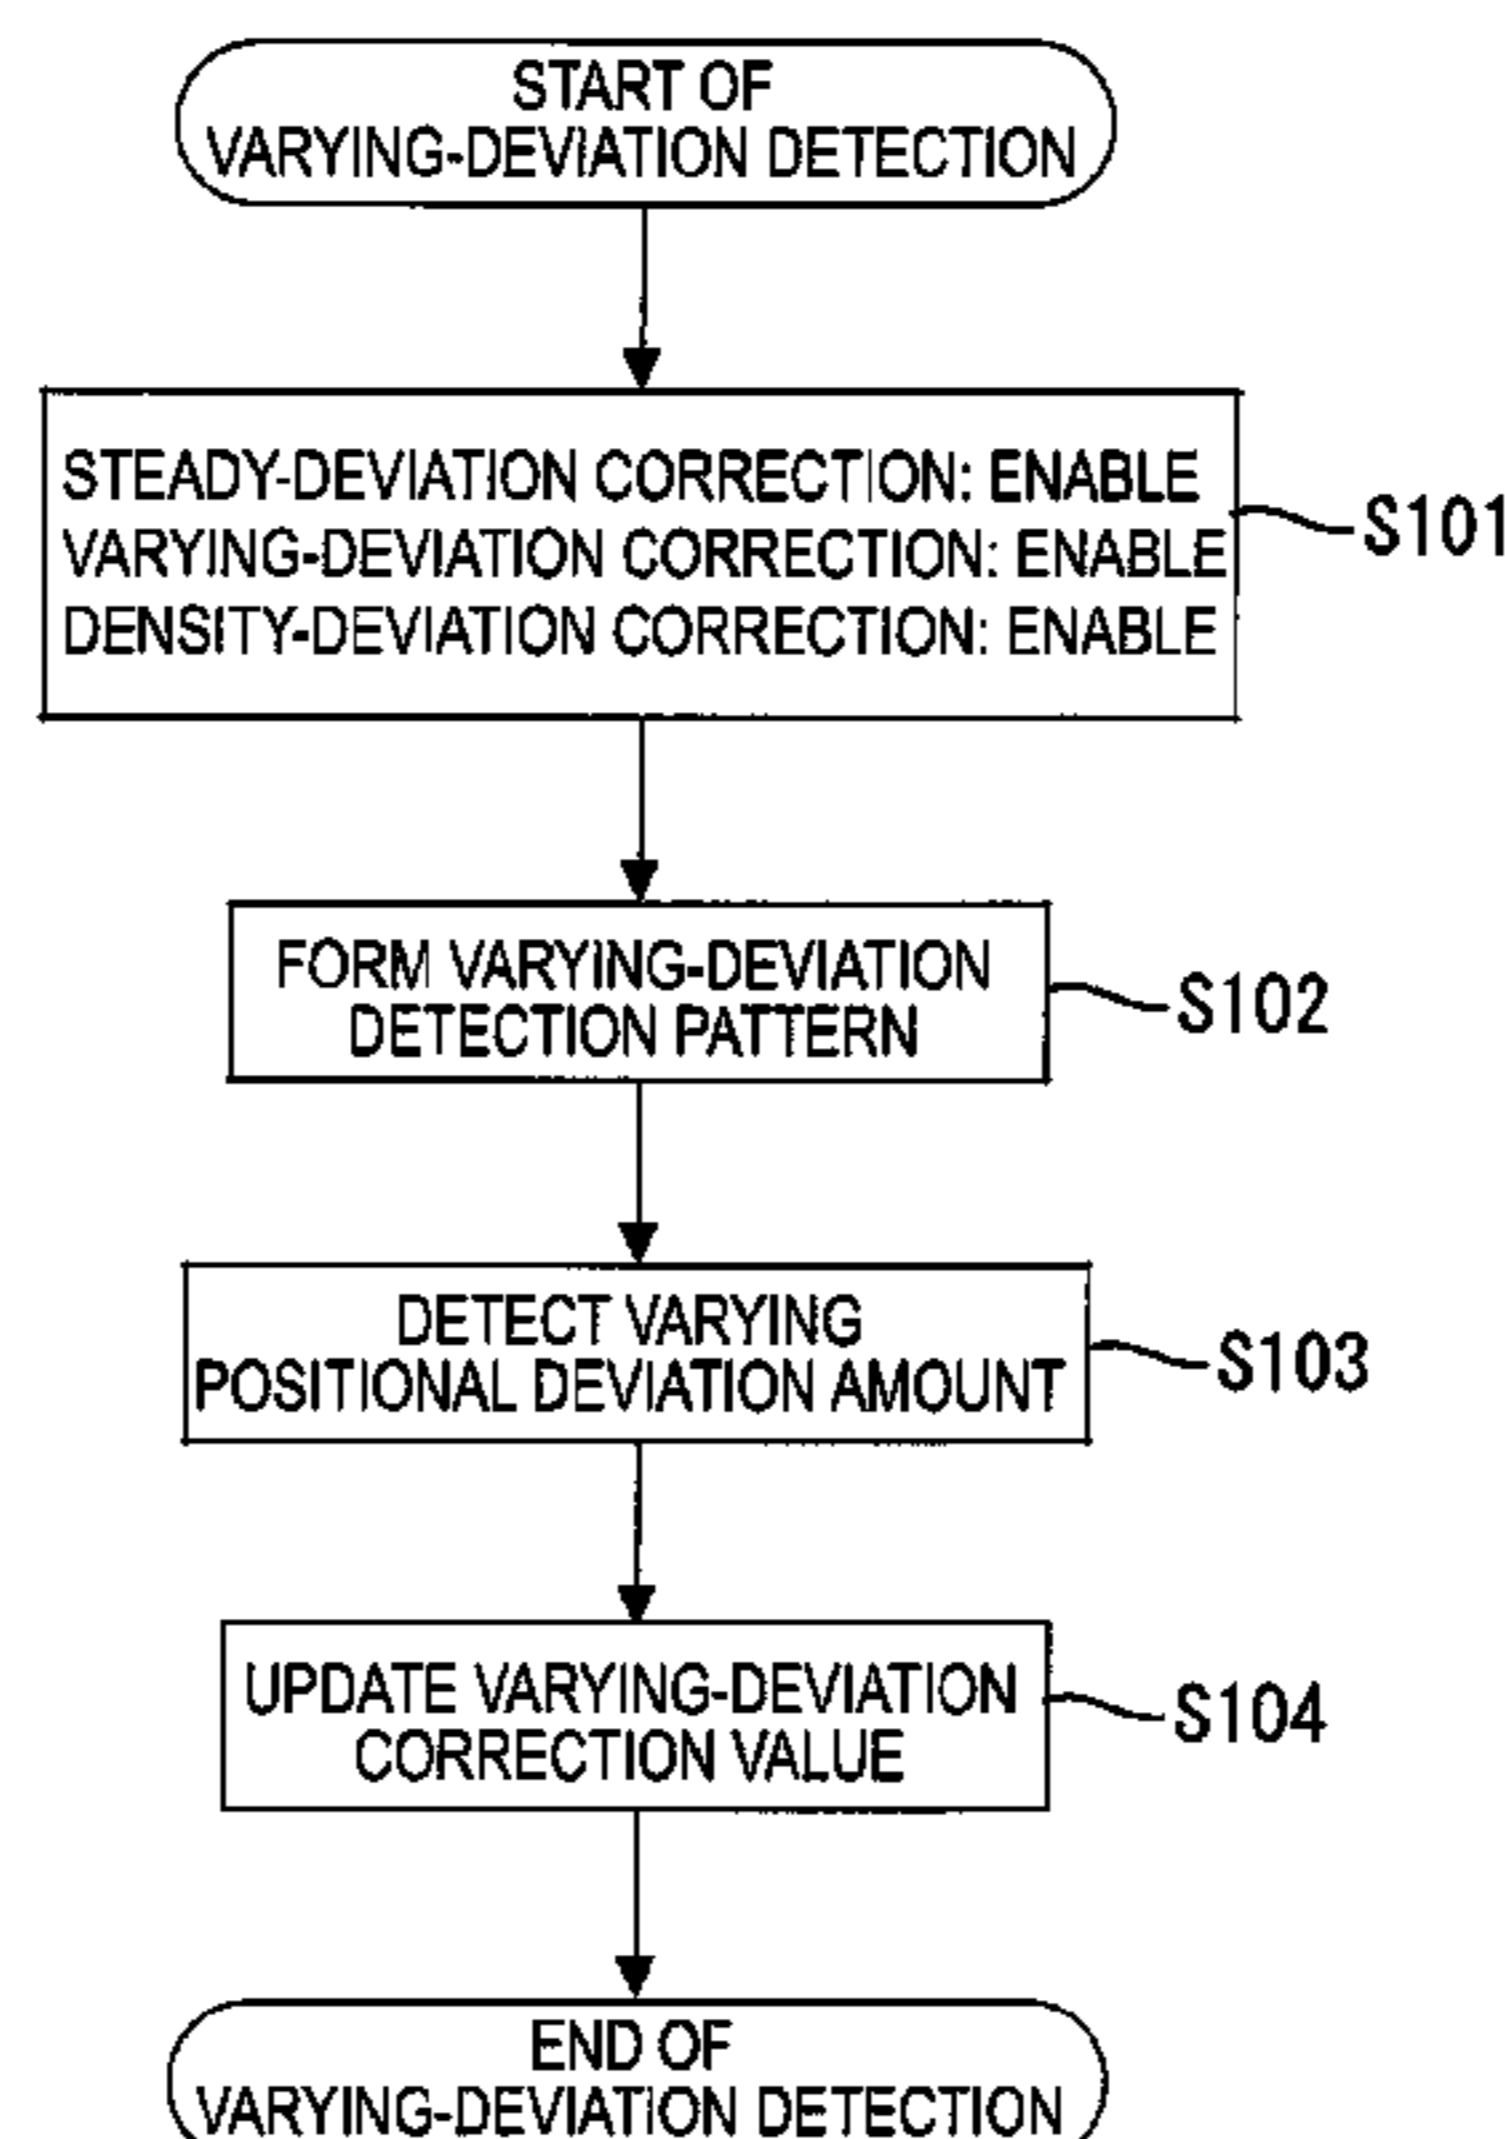 START OF
VARYING-DEVIATION DETECTION
STEADY-DEVIATION CORRECTION: ENABLE
VARYING-DEVIATION CORRECTION: ENABLE
DENSITY-DEVIATION CORRECTION: ENABLE
S101
FORM VARYING-DEVIATION
DETECTION PATTERN
S102
DETECT VARYING
POSITIONAL DEVIATION AMOUNT
S103
UPDATE VARYING-DEVIATION
CORRECTION VALUE
S104
END OF
VARYING-DEVIATION DETECTION